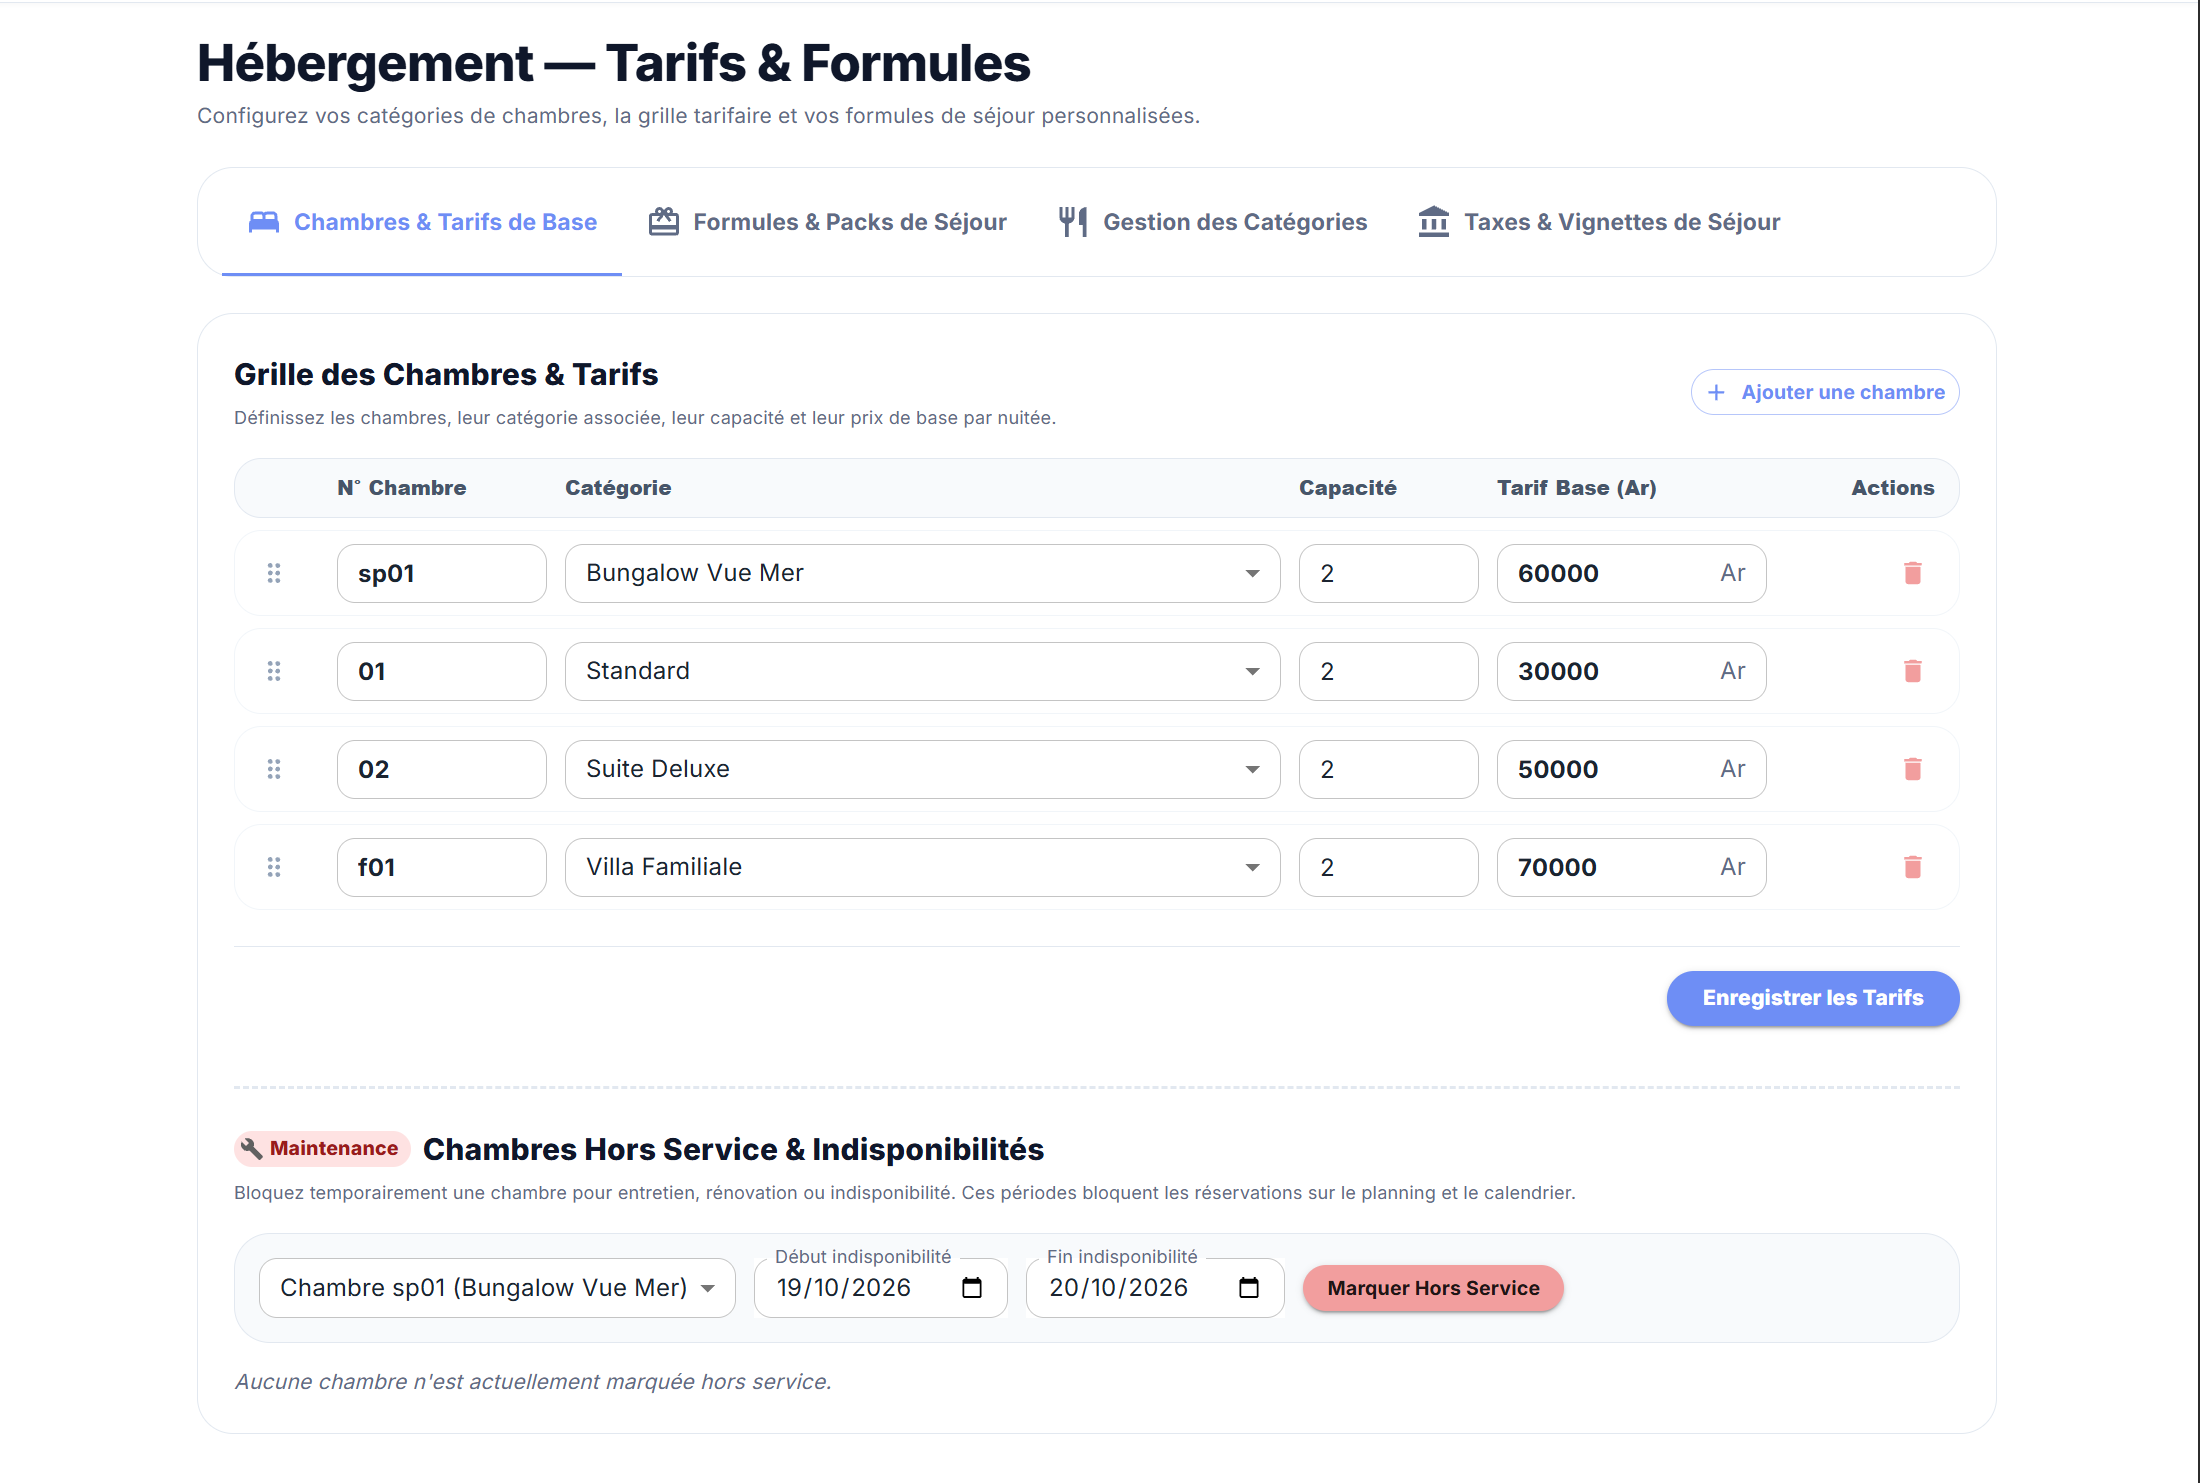 Hébergement — Tarifs & Formules
Configurez vos catégories de chambres, la grille tarifaire et vos formules de séjour personnalisées.
Chambres & Tarifs de Base Formules & Packs de Séjour Gestion des Catégories Taxes & Vignettes de Séjour
Grille des Chambres & Tarifs
Ajouter une chambre
Définissez les chambres, leur catégorie associée, leur capacité et leur prix de base par nuitée.
N° Chambre Catégorie Capacité Tarif Base (Ar) Actions
sp01 Bungalow Vue Mer 2 60000 Ar
01 Standard 2 30000 Ar
02 Suite Deluxe 2 50000 Ar
f01 Villa Familiale 2 70000 Ar
Enregistrer les Tarifs
Maintenance Chambres Hors Service & Indisponibilités
Bloquez temporairement une chambre pour entretien, rénovation ou indisponibilité. Ces périodes bloquent les réservations sur le planning et le calendrier.
Début indisponibilité Fin indisponibilité
Chambre sp01 (Bungalow Vue Mer) 19/10/2026 20/10/2026 Marquer Hors Service
Aucune chambre n'est actuellement marquée hors service.